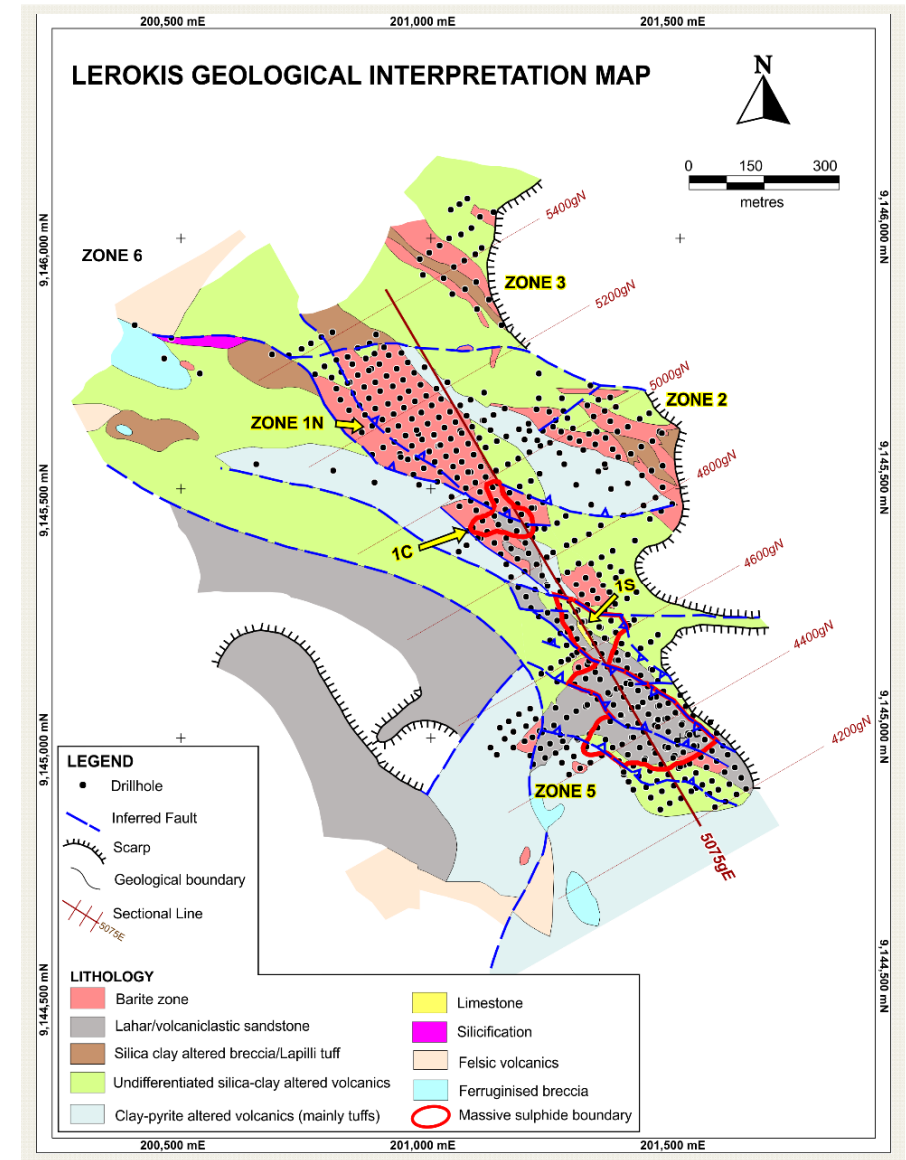 200,500 mE
201,000 mE
201,500 mE
LEROKIS GEOLOGICAL INTERPRETATION MAP
N
0 150 300
metres
9,146,000 mN
9,146,000 mN
5400gN
ZONE 6
ZONE 3
5200gN
5000gN
ZONE 2
ZONE 1N
4800gN
9,145,500 mN
9,145,500 mN
1C
4600gN
1S
4400gN
9,145,000 mN
9,145,000 mN
4200gN
ZONE 5
5075gE
LEGEND
Drillhole
Inferred Fault
Scarp
Geological boundary
Sectional Line
5075E
9,144,500 mN
9,144,500 mN
LITHOLOGY
Barite zone
Lahar/volcaniclastic sandstone
Silica clay altered breccia/Lapilli tuff
Undifferentiated silica-clay altered volcanics
Clay-pyrite altered volcanics (mainly tuffs)
Limestone
Silicification
Felsic volcanics
Ferruginised breccia
Massive sulphide boundary
200,500 mE
201,000 mE
201,500 mE